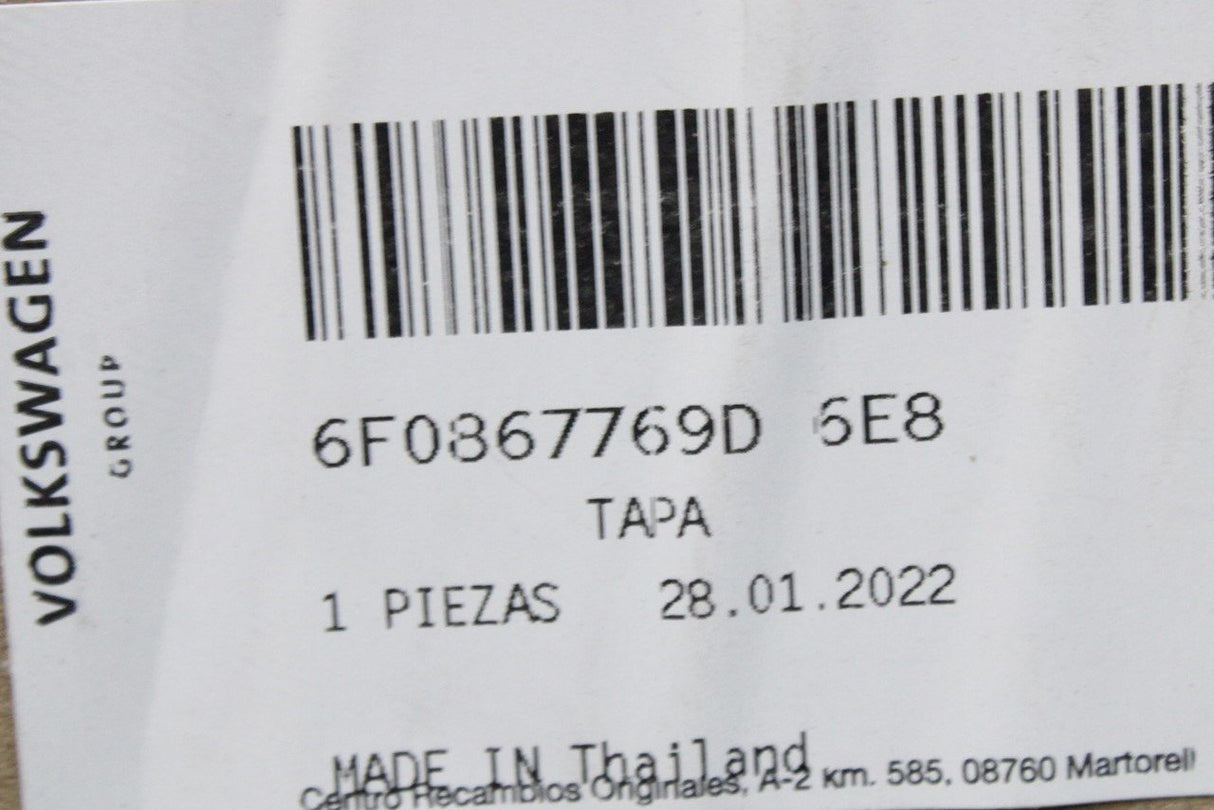 VOLKSWAGEN
GROUP
6F0867769D 6E8
TAPA
1 PIEZAS 28.01.2022
MADE IN Thailand
Centro Recambios Originales, A-2 km. 585, 08760 Martorell